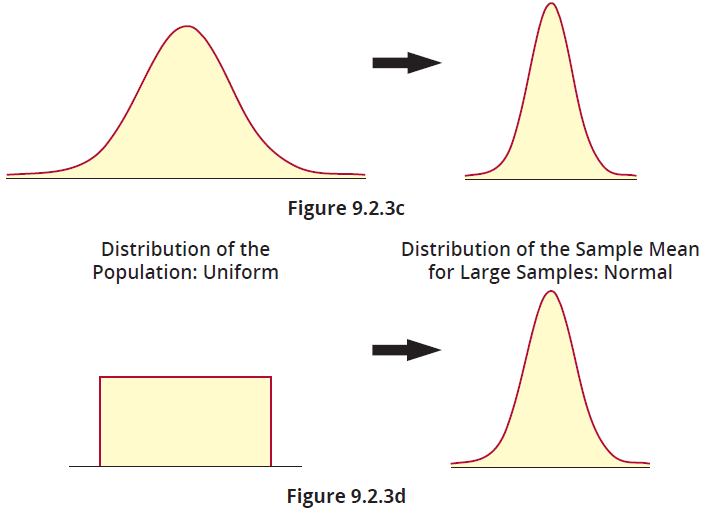 Figure 9.2.3c
Distribution of the
Population: Uniform
Distribution of the Sample Mean
for Large Samples: Normal
Figure 9.2.3d